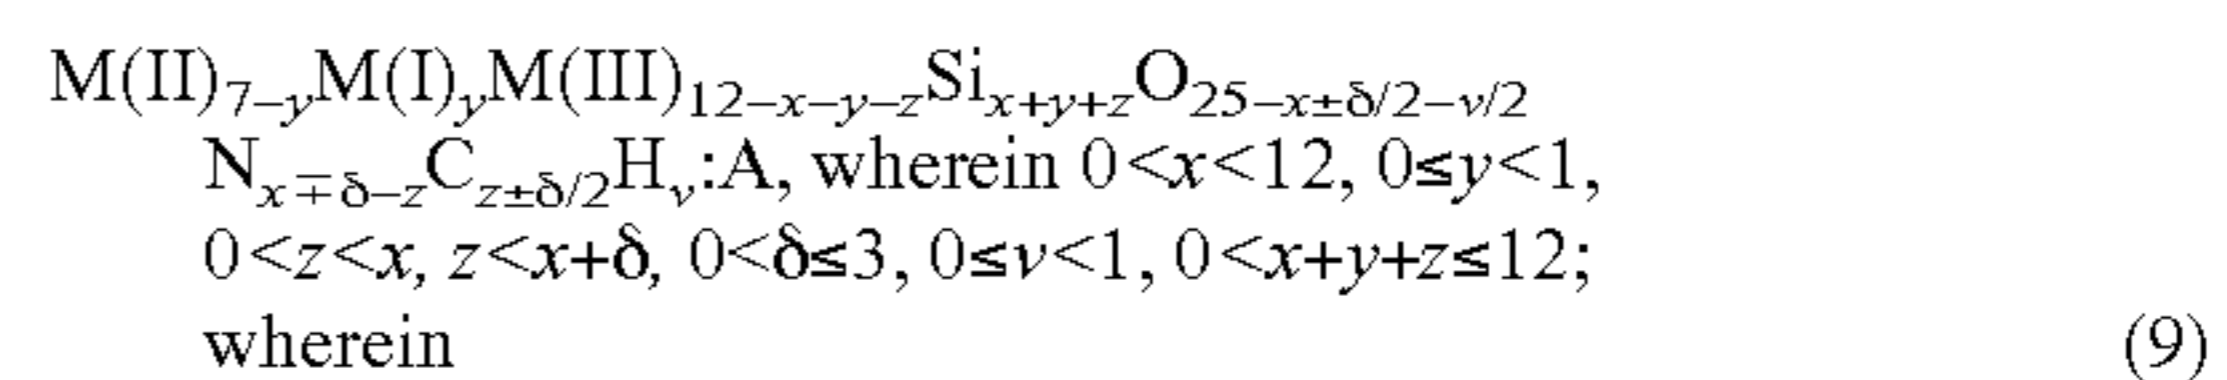 M(II)₇₋yM(I)yM(III)₁₂₋ₓ₋y₋zSiₓ₊y₊zO₂₅₋ₓ±δ/₂₋ᵥ/₂
Nₓ∓δ₋zCz±δ/₂Hᵥ:A, wherein 0<x<12, 0≤y<1,
0<z<x, z<x+δ, 0<δ≤3, 0≤v<1, 0<x+y+z≤12;
wherein (9)